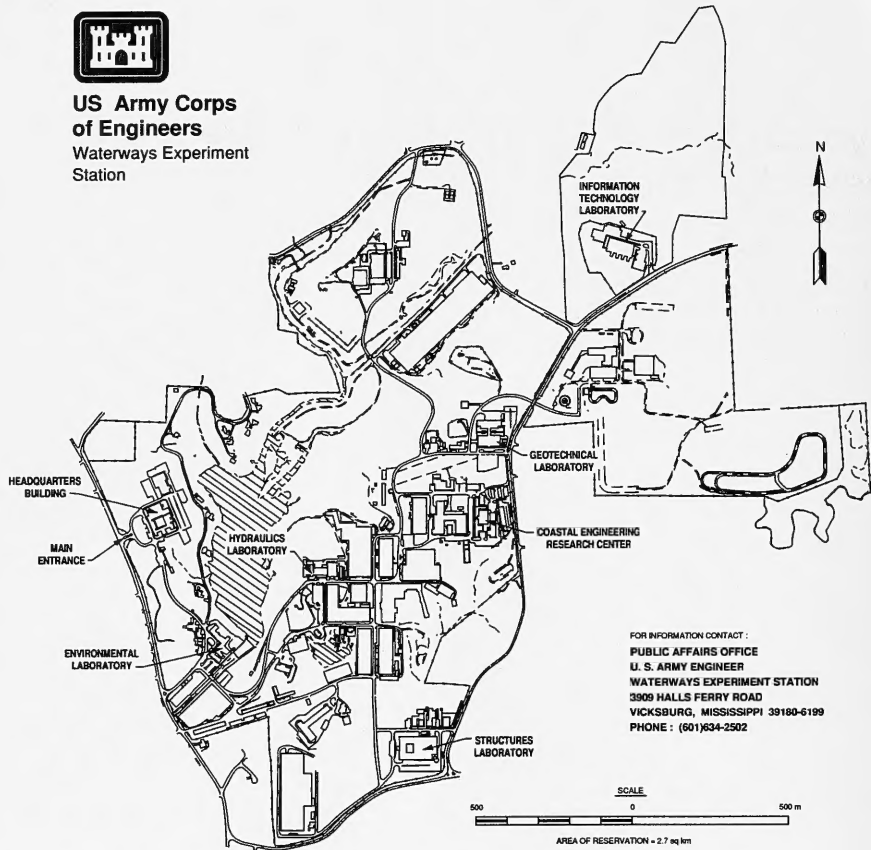 US Army Corps
of Engineers
Waterways Experiment
Station
N
INFORMATION
TECHNOLOGY
LABORATORY
GEOTECHNICAL
LABORATORY
HEADQUARTERS
BUILDING
HYDRAULICS
LABORATORY
COASTAL ENGINEERING
RESEARCH CENTER
MAIN
ENTRANCE
ENVIRONMENTAL
LABORATORY
FOR INFORMATION CONTACT :
PUBLIC AFFAIRS OFFICE
U. S. ARMY ENGINEER
WATERWAYS EXPERIMENT STATION
3909 HALLS FERRY ROAD
VICKSBURG, MISSISSIPPI 39180-6199
PHONE : (601)634-2502
STRUCTURES
LABORATORY
SCALE
500 0 500 m
AREA OF RESERVATION = 2.7 sq km